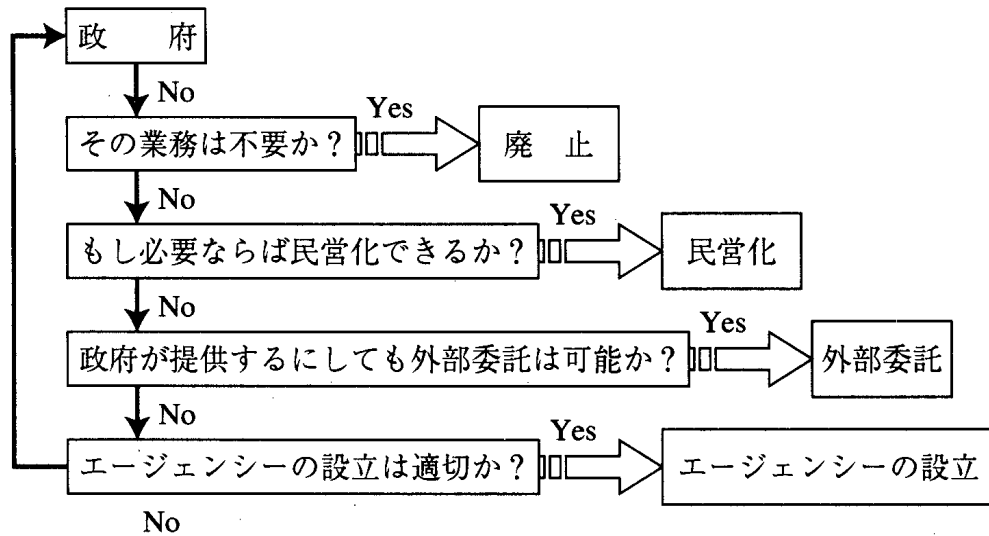 政　府
No
Yes
その業務は不要か？
廃　止
No
Yes
もし必要ならば民営化できるか？
民営化
No
Yes
政府が提供するにしても外部委託は可能か？
外部委託
No
Yes
エージェンシーの設立は適切か？
エージェンシーの設立
No